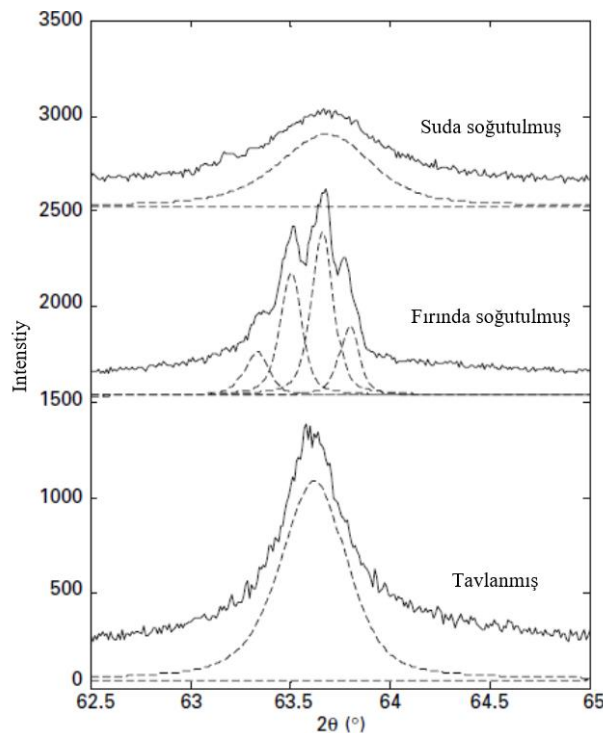 3500
3000
Suda soğutulmuş
2500
2000
Fırında soğutulmuş
Intenstiy
1500
1000
Tavlanmış
500
0
62.5 63 63.5 64 64.5 65
2θ (°)